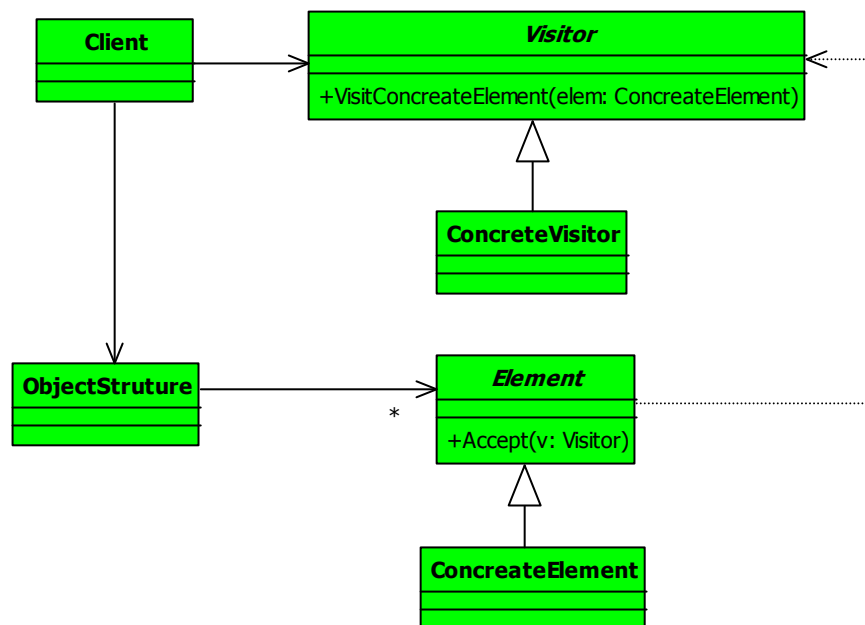 Client
Visitor
+VisitConcreateElement(elem: ConcreateElement)
ConcreteVisitor
ObjectStruture
*
Element
+Accept(v: Visitor)
ConcreateElement